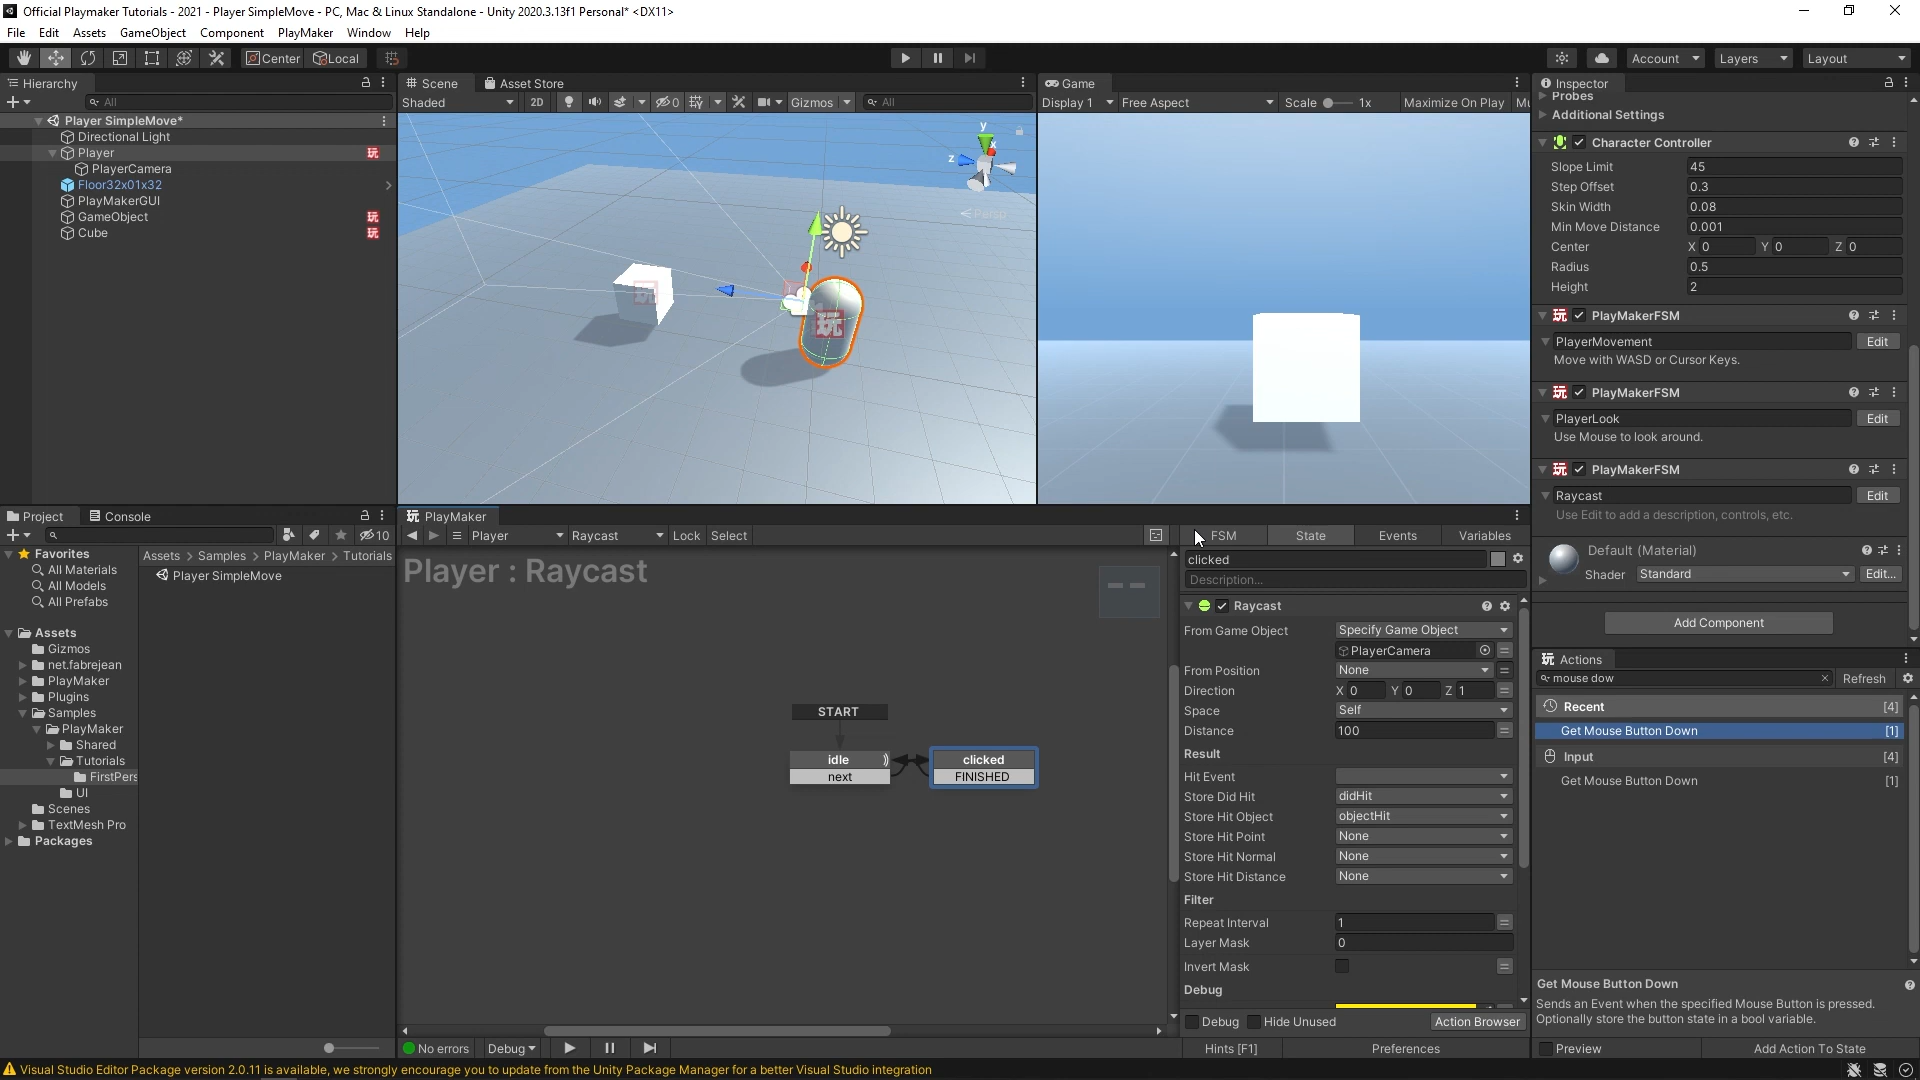 Official Playmaker Tutorials - 2021 - Player SimpleMove - PC, Mac & Linux Standalone - Unity 2020.3.13f1 Personal* <DX11>
File Edit Assets GameObject Component PlayMaker Window Help
Center Local Account Layers Layout
Hierarchy
All
Player SimpleMove*
Directional Light
Player 玩
PlayerCamera
Floor32x01x32
PlayMakerGUI
GameObject 玩
Cube 玩
Scene Asset Store
Shaded 2D 0 Gizmos All
y
x
z
Persp
玩
玩
Game
Display 1 Free Aspect Scale 1x Maximize On Play Mu
Inspector
Probes
Additional Settings
Character Controller
Slope Limit 45
Step Offset 0.3
Skin Width 0.08
Min Move Distance 0.001
Center X 0 Y 0 Z 0
Radius 0.5
Height 2
玩 PlayMakerFSM
PlayerMovement Edit
Move with WASD or Cursor Keys.
玩 PlayMakerFSM
PlayerLook Edit
Use Mouse to look around.
玩 PlayMakerFSM
Raycast Edit
Use Edit to add a description, controls, etc.
Default (Material)
Shader Standard Edit...
Add Component
Project Console
10
Favorites
All Materials
All Models
All Prefabs
Assets
Gizmos
net.fabrejean
PlayMaker
Plugins
Samples
PlayMaker
Shared
Tutorials
FirstPers
UI
Scenes
TextMesh Pro
Packages
Assets Samples PlayMaker Tutorials
Player SimpleMove
玩 PlayMaker
Player Raycast Lock Select
Player : Raycast
START
idle
next
clicked
FINISHED
No errors Debug
FSM State Events Variables
clicked
Description...
Raycast
From Game Object Specify Game Object
PlayerCamera
From Position None
Direction X 0 Y 0 Z 1
Space Self
Distance 100
Result
Hit Event
Store Did Hit didHit
Store Hit Object objectHit
Store Hit Point None
Store Hit Normal None
Store Hit Distance None
Filter
Repeat Interval 1
Layer Mask 0
Invert Mask
Debug
Debug Hide Unused Action Browser
Hints [F1] Preferences
玩 Actions
mouse dow Refresh
Recent [4]
Get Mouse Button Down [1]
Input [4]
Get Mouse Button Down [1]
Get Mouse Button Down
Sends an Event when the specified Mouse Button is pressed.
Optionally store the button state in a bool variable.
Preview Add Action To State
Visual Studio Editor Package version 2.0.11 is available, we strongly encourage you to update from the Unity Package Manager for a better Visual Studio integration